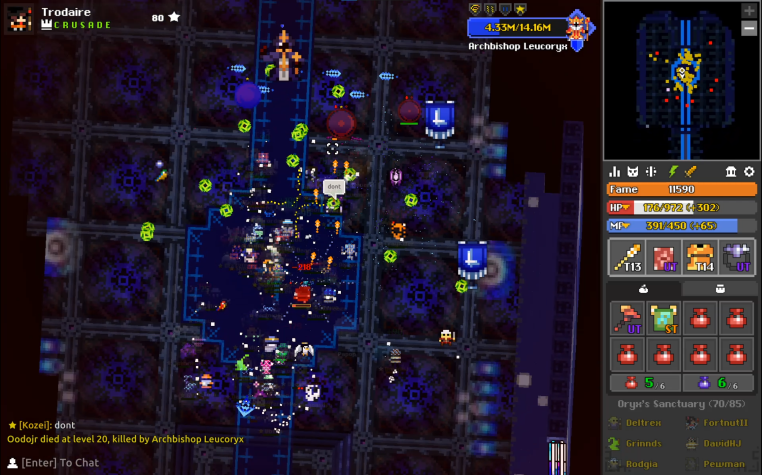 Trodaire
CRUSADE
80
4.33M/14.16M
Archbishop Leucoryx
L
dont
L
Fame 11590
HP 176/972 (+302)
MP 391/450 (+65)
T13 UT T14 UT
UT ST
5/6 6/6
Oryx's Sanctuary (70/85)
Deltrex FortnutII
Grinnds DavidHJ
Rodgia Pewman
[Kozei]: dont
Oodojr died at level 20, killed by Archbishop Leucoryx
[Enter] To Chat